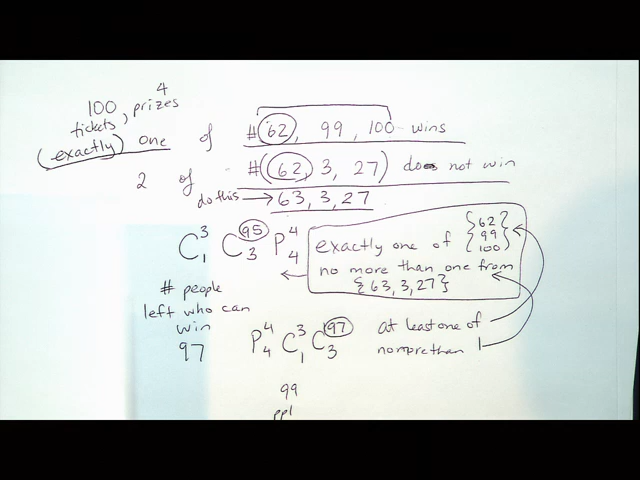 4
100 , prizes
tickets
(exactly) one of #62, 99, 100 wins
2 of #(62, 3, 27) does not win
do this → 63, 3, 27
C³₁ C⁹⁵₃ P⁴₄
exactly one of {62 99 100}
no more than one from
{63, 3, 27}
# people
left who can
win
97
P⁴₄ C³₁ C⁹⁷₃
at least one of
no more than 1
99
ppl